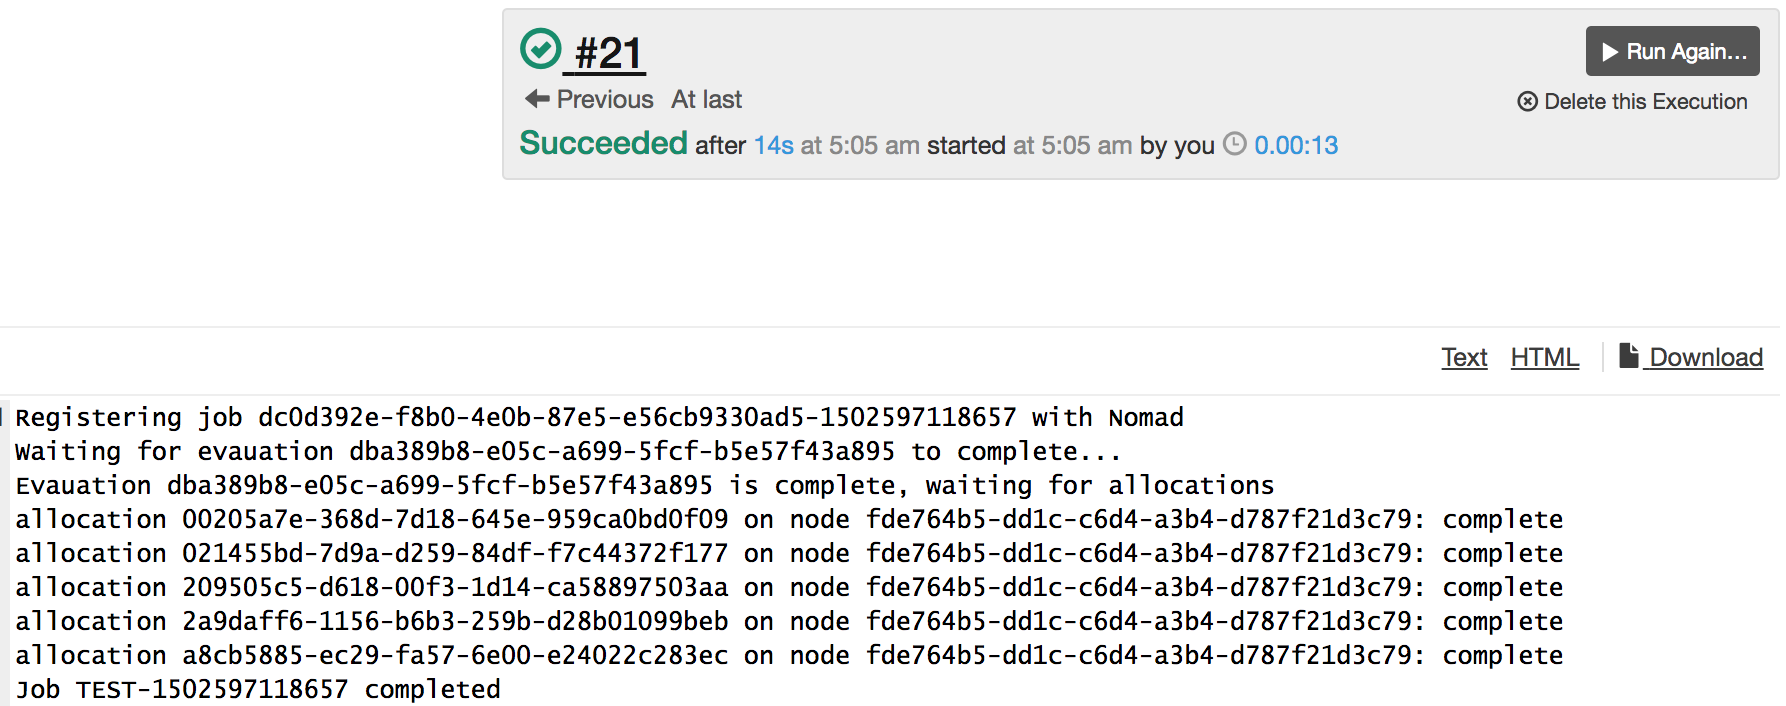 #21
Run Again...
Previous At last
Delete this Execution
Succeeded after 14s at 5:05 am started at 5:05 am by you 0.00:13
Text HTML Download
Registering job dc0d392e-f8b0-4e0b-87e5-e56cb9330ad5-1502597118657 with Nomad
Waiting for evauation dba389b8-e05c-a699-5fcf-b5e57f43a895 to complete...
Evauation dba389b8-e05c-a699-5fcf-b5e57f43a895 is complete, waiting for allocations
allocation 00205a7e-368d-7d18-645e-959ca0bd0f09 on node fde764b5-dd1c-c6d4-a3b4-d787f21d3c79: complete
allocation 021455bd-7d9a-d259-84df-f7c44372f177 on node fde764b5-dd1c-c6d4-a3b4-d787f21d3c79: complete
allocation 209505c5-d618-00f3-1d14-ca58897503aa on node fde764b5-dd1c-c6d4-a3b4-d787f21d3c79: complete
allocation 2a9daff6-1156-b6b3-259b-d28b01099beb on node fde764b5-dd1c-c6d4-a3b4-d787f21d3c79: complete
allocation a8cb5885-ec29-fa57-6e00-e24022c283ec on node fde764b5-dd1c-c6d4-a3b4-d787f21d3c79: complete
Job TEST-1502597118657 completed